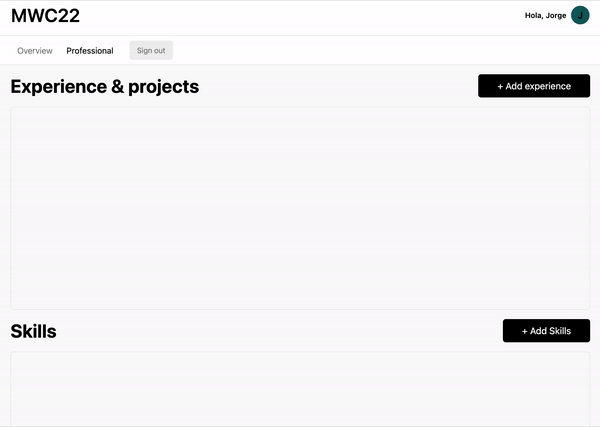 MWC22
Hola, Jorge
J
Overview Professional Sign out
Experience & projects
+ Add experience
Skills
+ Add Skills